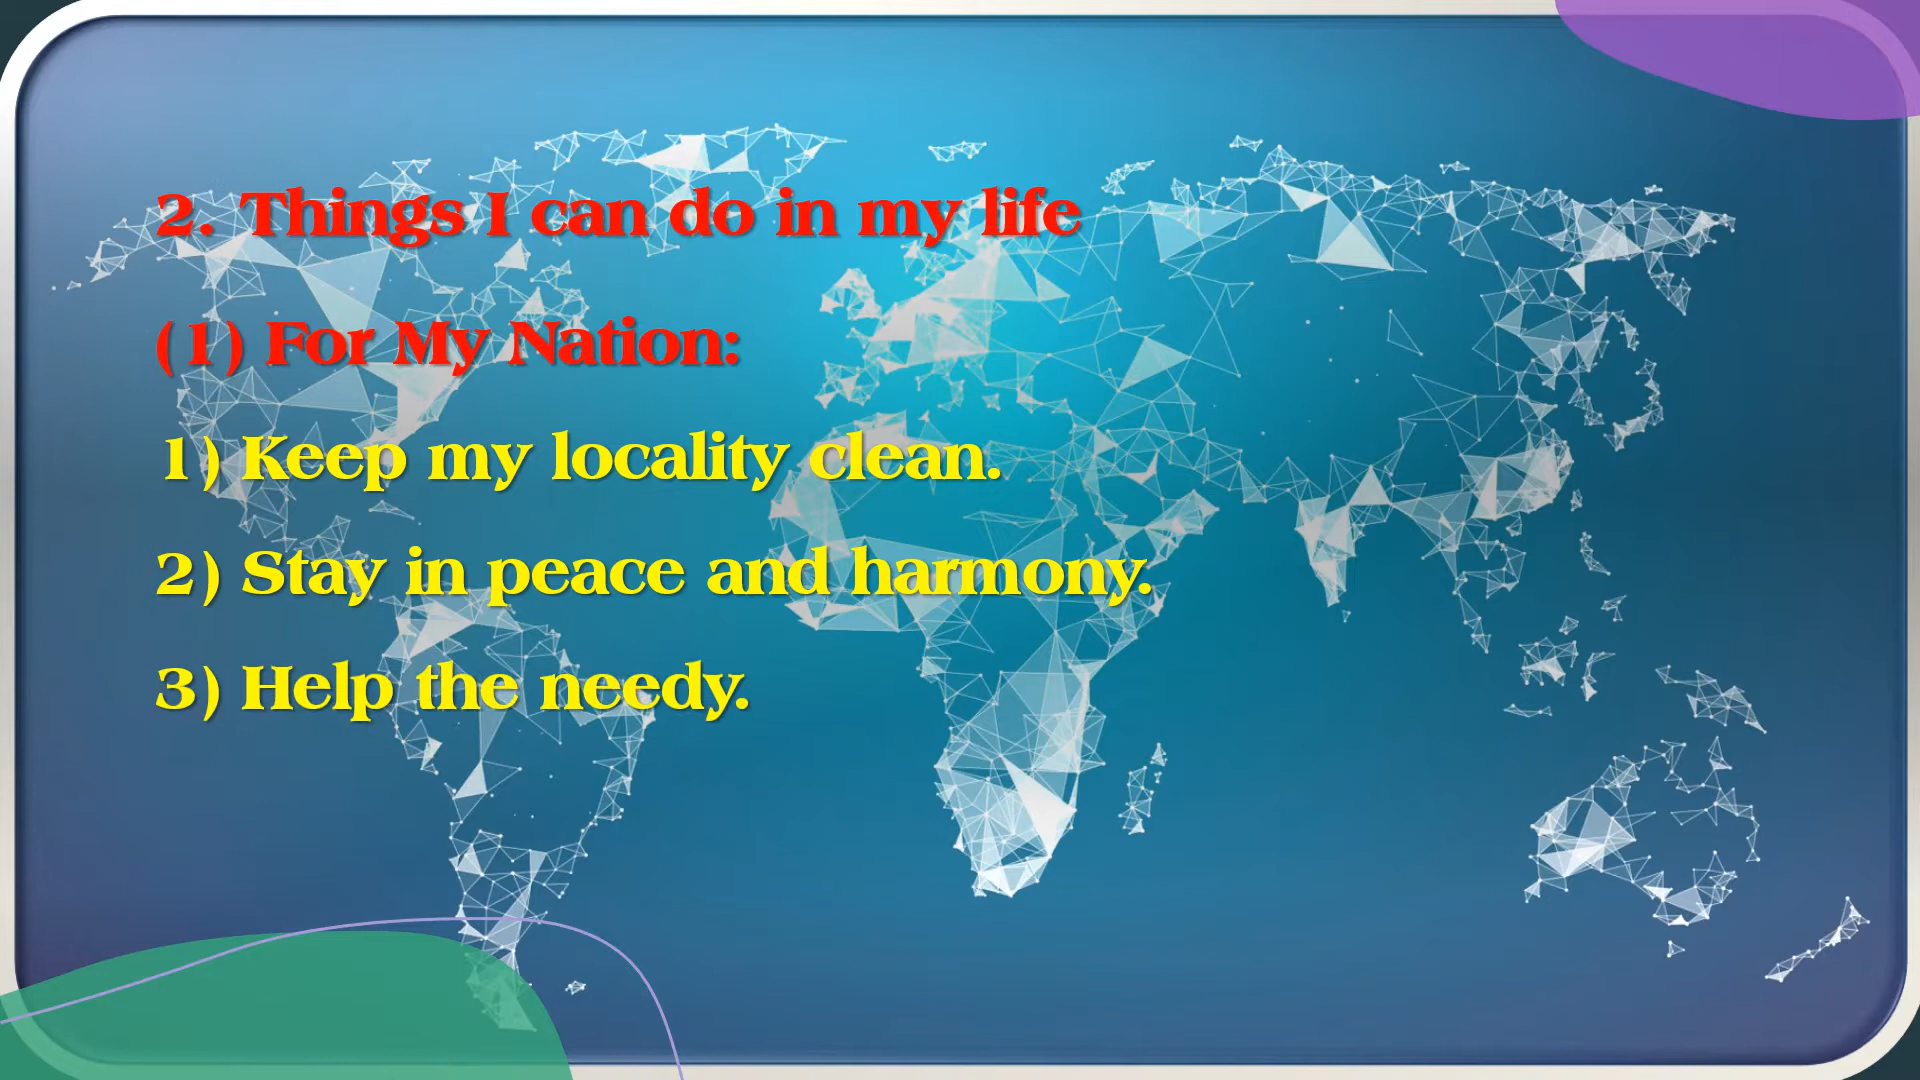 2. Things I can do in my life
(1) For My Nation:
1) Keep my locality clean.
2) Stay in peace and harmony.
3) Help the needy.